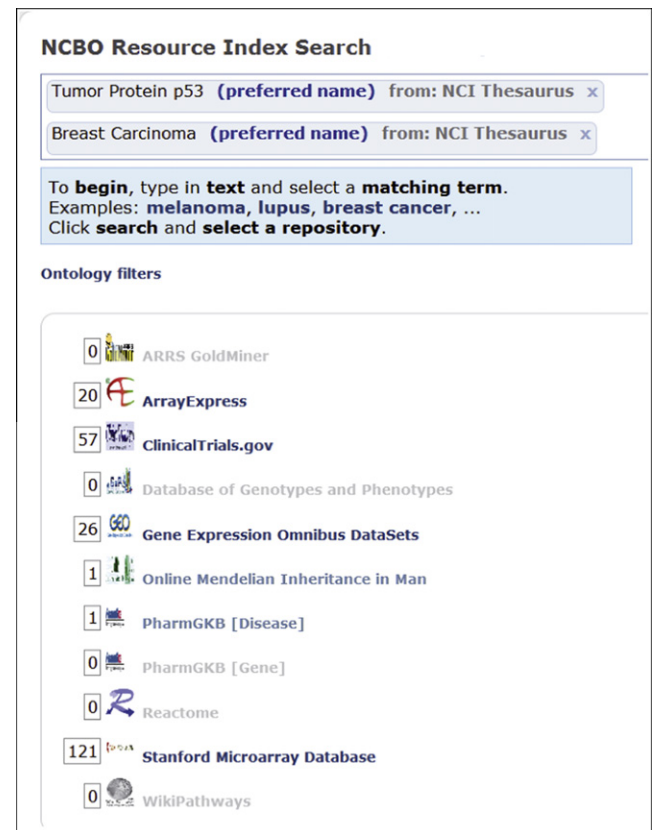 NCBO Resource Index Search
Tumor Protein p53 (preferred name) from: NCI Thesaurus x
Breast Carcinoma (preferred name) from: NCI Thesaurus x
To begin, type in text and select a matching term.
Examples: melanoma, lupus, breast cancer, ...
Click search and select a repository.
Ontology filters
0 ARRS GoldMiner
20 ArrayExpress
57 ClinicalTrials.gov
0 Database of Genotypes and Phenotypes
26 GEO Gene Expression Omnibus DataSets
1 Online Mendelian Inheritance in Man
1 PharmGKB [Disease]
0 PharmGKB [Gene]
0 Reactome
121 Stanford Microarray Database
0 WikiPathways